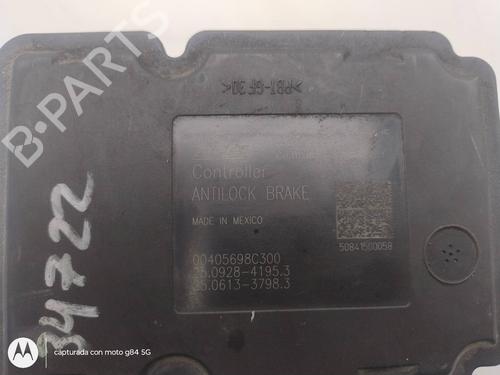 >PBT-GF30<
Controller
ANTILOCK BRAKE
MADE IN MEXICO
50841500058
00405698C300
25.0928-4195.3
25.0613-3798.3
34722
B-PARTS
capturada con moto g84 5G